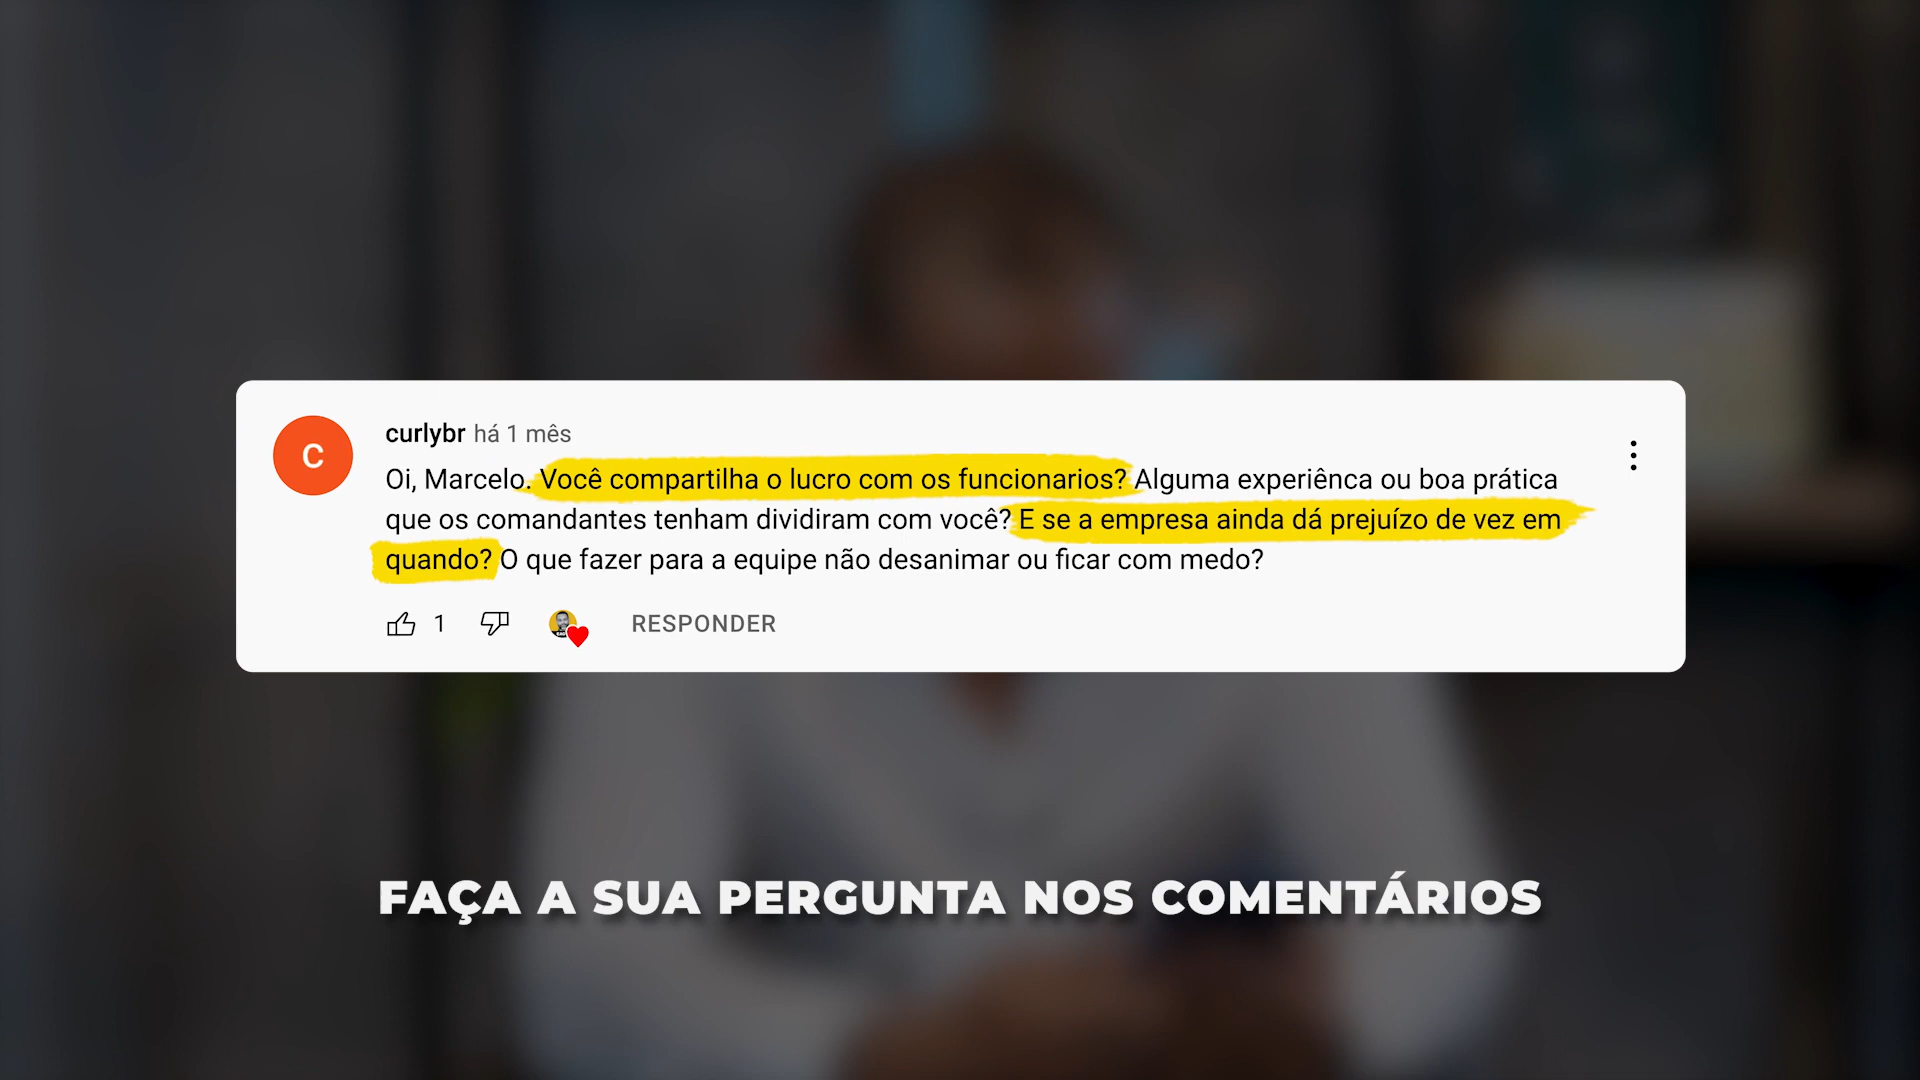 C
curlybr há 1 mês
Oi, Marcelo. Você compartilha o lucro com os funcionarios? Alguma experiênca ou boa prática
que os comandantes tenham dividiram com você? E se a empresa ainda dá prejuízo de vez em
quando? O que fazer para a equipe não desanimar ou ficar com medo?
1 RESPONDER
FAÇA A SUA PERGUNTA NOS COMENTÁRIOS